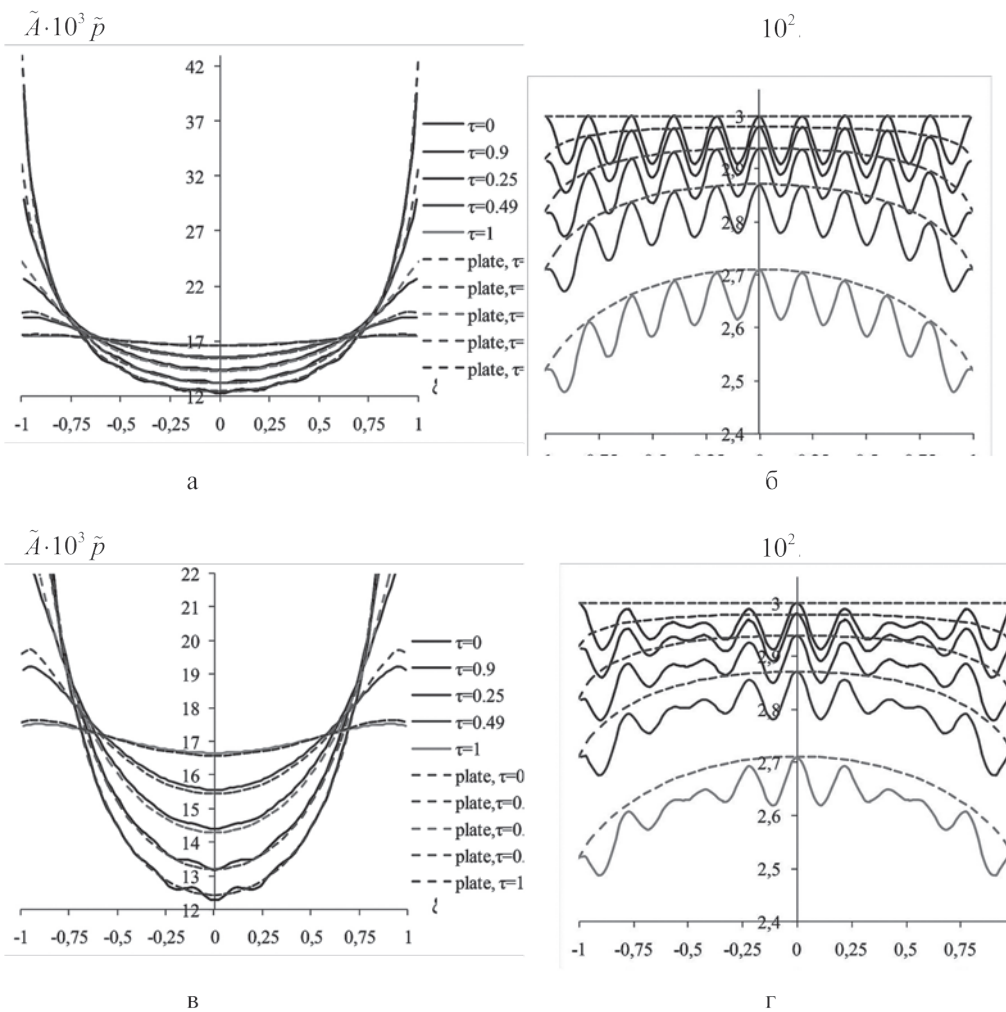 Ã·10³ p̃
10².
42
37
32
27
22
17
12
-1 -0,75 -0,5 -0,25 0 0,25 0,5 0,75 1
τ=0
τ=0.9
τ=0.25
τ=0.49
τ=1
plate, τ=
plate,τ=
plate, τ=
plate, τ=
plate, τ=
3
2,9
2,8
2,7
2,6
2,5
2,4
а
б
Ã·10³ p̃
10².
22
21
20
19
18
17
16
15
14
13
12
-1 -0,75 -0,5 -0,25 0 0,25 0,5 0,75 1
τ=0
τ=0.9
τ=0.25
τ=0.49
τ=1
plate, τ=0
plate, τ=0.
plate,τ=0.
plate,τ=0.
plate, τ=1
3
2,9
2,8
2,7
2,6
2,5
2,4
-1 -0,75 -0,5 -0,25 0 0,25 0,5 0,75
в
г